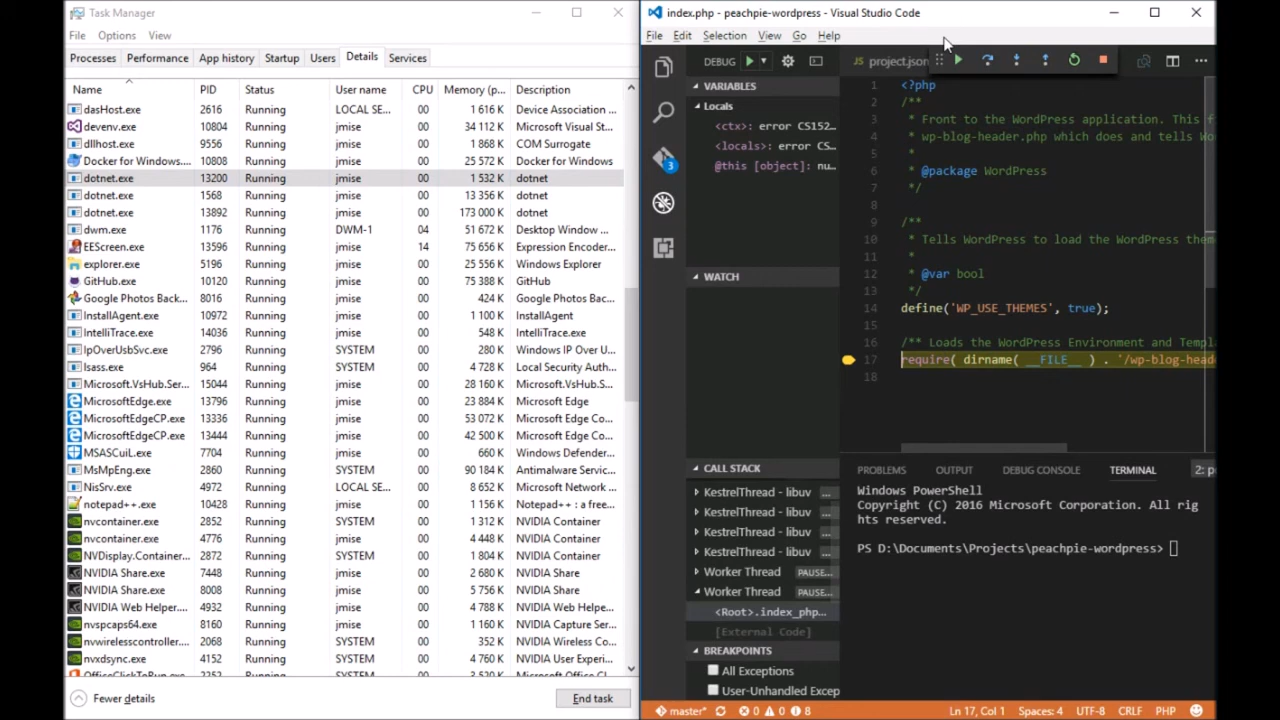 Task Manager
File Options View
Processes Performance App history Startup Users Details Services
Name PID Status User name CPU Memory (p... Description
dasHost.exe 2616 Running LOCAL SE... 00 1 616 K Device Association ...
devenv.exe 10804 Running jmise 00 34 112 K Microsoft Visual St...
dllhost.exe 9556 Running jmise 00 1 868 K COM Surrogate
Docker for Windows.... 10808 Running jmise 00 25 572 K Docker for Windows
dotnet.exe 13200 Running jmise 00 1 532 K dotnet
dotnet.exe 1568 Running jmise 00 13 356 K dotnet
dotnet.exe 13892 Running jmise 00 173 000 K dotnet
dwm.exe 1116 Running DWM-1 04 51 672 K Desktop Window ...
EEScreen.exe 13596 Running jmise 14 75 656 K Expression Encoder...
explorer.exe 5196 Running jmise 00 25 556 K Windows Explorer
GitHub.exe 10120 Running jmise 00 75 388 K GitHub
Google Photos Back... 8016 Running jmise 00 424 K Google Photos Back...
InstallAgent.exe 10972 Running jmise 00 1 100 K InstallAgent
IntelliTrace.exe 14036 Running jmise 00 548 K IntelliTrace.exe
IpOverUsbSvc.exe 2796 Running SYSTEM 00 280 K Windows IP Over U...
lsass.exe 796 Running SYSTEM 00 4 728 K Local Security Auth...
Microsoft.VsHub.Ser... 384 Running jmise 00 28 160 K Microsoft.VsHub.S...
MicrosoftEdge.exe 13796 Running jmise 00 23 884 K Microsoft Edge
MicrosoftEdgeCP.exe 13336 Running jmise 00 53 072 K Microsoft Edge Co...
MicrosoftEdgeCP.exe 13444 Running jmise 00 42 500 K Microsoft Edge Co...
MSASCuiL.exe 7704 Running jmise 00 660 K Windows Defender...
MsMpEng.exe 2860 Running SYSTEM 00 90 184 K Antimalware Servic...
NisSrv.exe 4972 Running LOCAL SE... 00 8 652 K Microsoft Network ...
notepad++.exe 11144 Running jmise 00 1 156 K Notepad++ : a free...
nvcontainer.exe 2852 Running SYSTEM 00 1 312 K NVIDIA Container
nvcontainer.exe 4776 Running jmise 00 4 448 K NVIDIA Container
NVDisplay.Container... 2872 Running SYSTEM 00 1 804 K NVIDIA Container
NVIDIA Share.exe 7448 Running jmise 00 2 680 K NVIDIA Share
NVIDIA Share.exe 8008 Running jmise 00 5 756 K NVIDIA Share
NVIDIA Web Helper.... 4932 Running jmise 00 4 788 K NVIDIA Web Helpe...
nvspcaps64.exe 8160 Running jmise 00 1 160 K NVIDIA Capture Ser...
nvwirelesscontroller.... 2068 Running SYSTEM 00 352 K NVIDIA Wireless Co...
nvxdsync.exe 4152 Running SYSTEM 00 4 760 K NVIDIA User Experi...
OfficeClickToRun.e... 2252 Running SYSTEM 00 3 520 K Microsoft Office Cl...
Fewer details
End task
index.php - peachpie-wordpress - Visual Studio Code
File Edit Selection View Go Help
DEBUG
project.json
VARIABLES
Locals
<ctx>: error CS152...
<locals>: error CS...
@this [object]: nu...
WATCH
CALL STACK
KestrelThread - libuv ...
KestrelThread - libuv ...
KestrelThread - libuv ...
KestrelThread - libuv ...
Worker Thread PAUSE...
Worker Thread PAUSE...
<Root>.index_php...
[External Code]
BREAKPOINTS
All Exceptions
User-Unhandled Excep
3
1 <?php
2 /**
3 * Front to the WordPress application. This f
4 * wp-blog-header.php which does and tells Wo
5 *
6 * @package WordPress
7 */
8
9 /**
10 * Tells WordPress to load the WordPress them
11 *
12 * @var bool
13 */
14 define('WP_USE_THEMES', true);
15
16 /** Loads the WordPress Environment and Templa
17 require( dirname( __FILE__ ) . '/wp-blog-heade
18
PROBLEMS OUTPUT DEBUG CONSOLE TERMINAL 2: p
Windows PowerShell
Copyright (C) 2016 Microsoft Corporation. All rig
hts reserved.
PS D:\Documents\Projects\peachpie-wordpress>
master* 0 0 8 Ln 17, Col 1 Spaces: 4 UTF-8 CRLF PHP